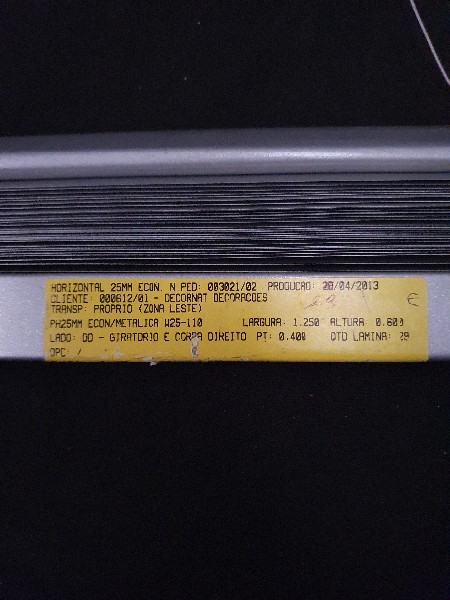 HORIZONTAL 25MM ECON. N PED: 003021/02 PRODUCAO: 20/04/2013
CLIENTE: 000612/01 - DECORNAT DECORACOES
TRANSP: PROPRIO (ZONA LESTE) E
PH25MM ECON/METALICA W25-110 LARGURA: 1.250 ALTURA: 0.600
LADO: DD - GIRATORIO E CORDA DIREITO PT: 0.400 QTD LAMINA: 29
OPC: /